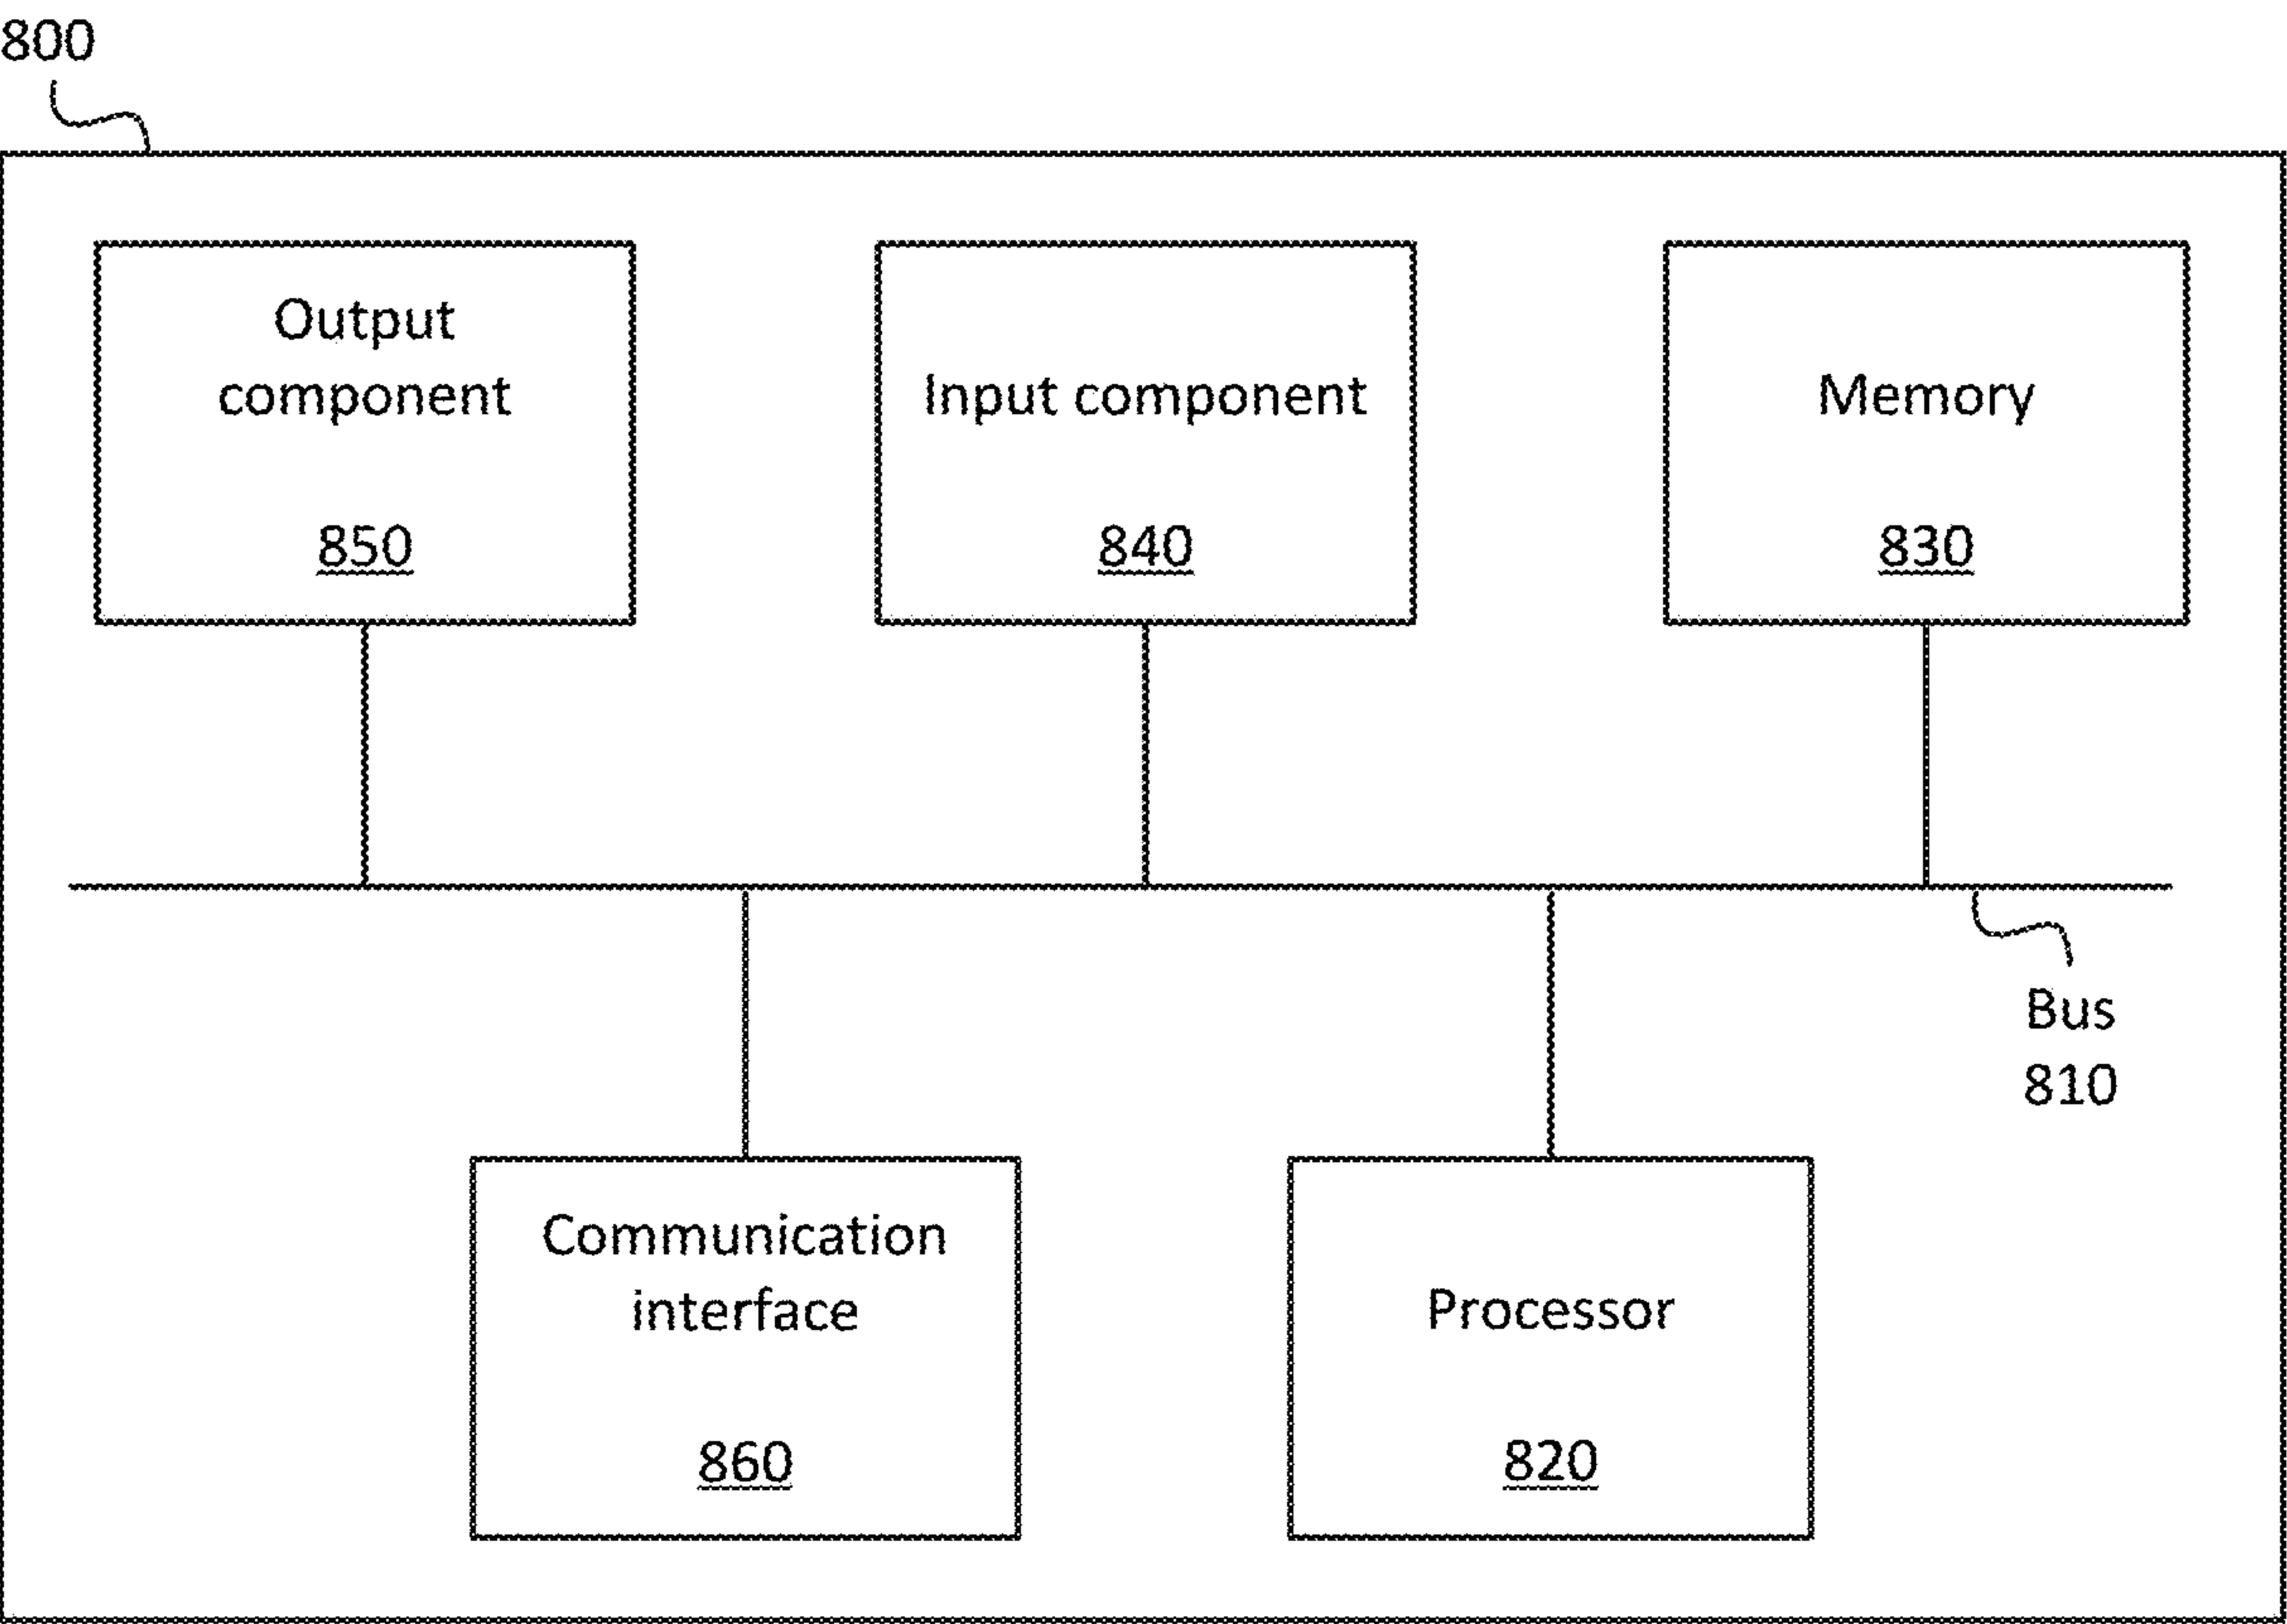 800
Output
component
850
Input component
840
Memory
830
Bus
810
Communication
interface
860
Processor
820